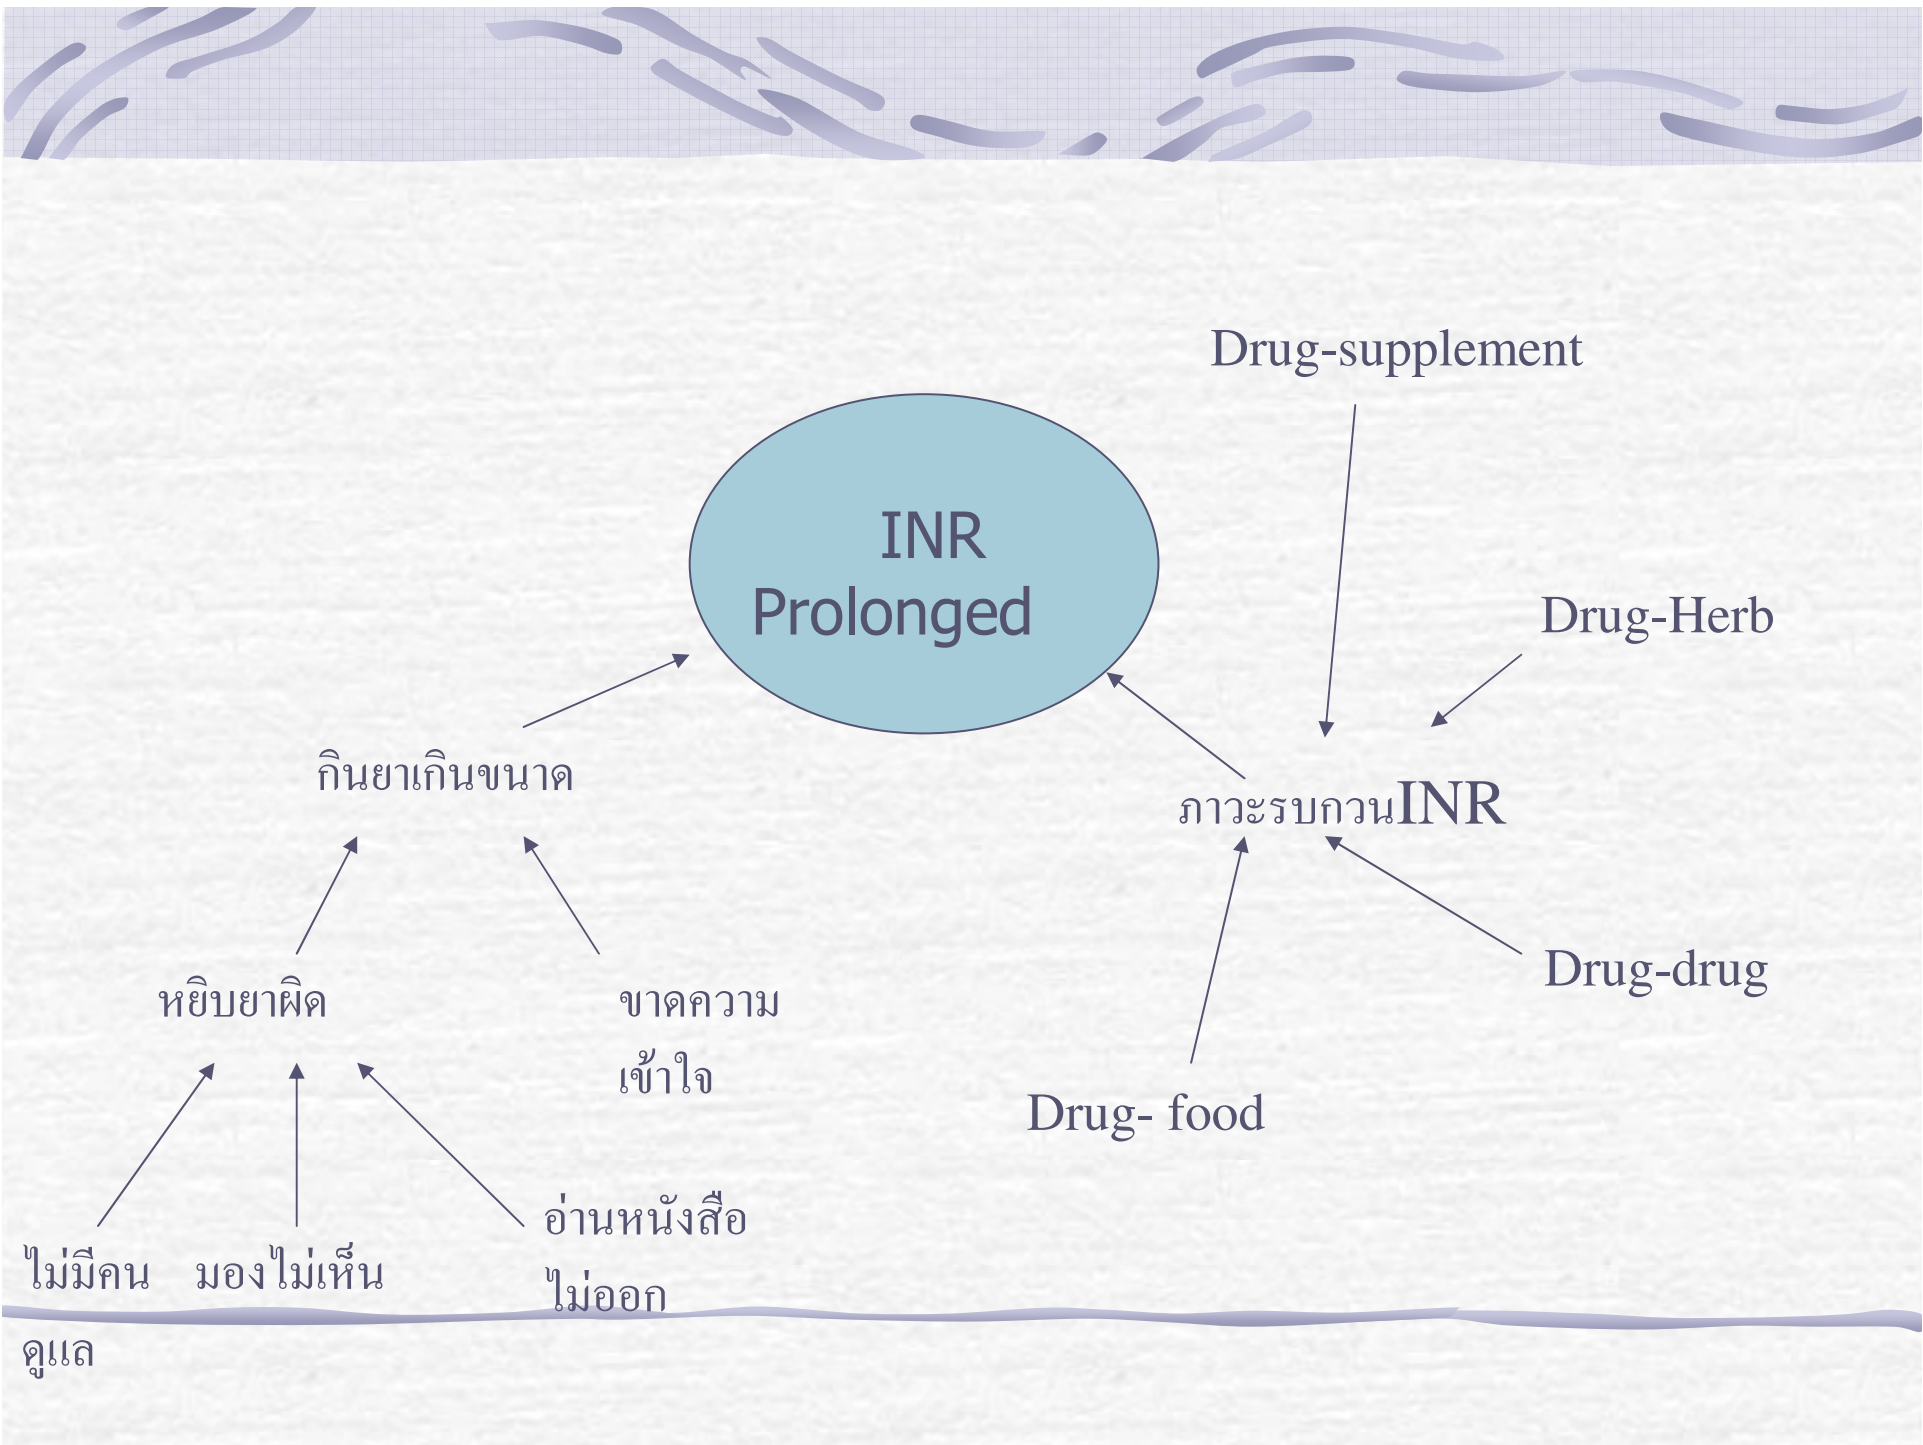 Drug-supplement
INR
Prolonged
Drug-Herb
กินยาเกินขนาด
ภาวะรบกวนINR
Drug-drug
หยิบยาผิด
ขาดความ
เข้าใจ
Drug- food
ไม่มีคน
ดูแล
มองไม่เห็น
อ่านหนังสือ
ไม่ออก